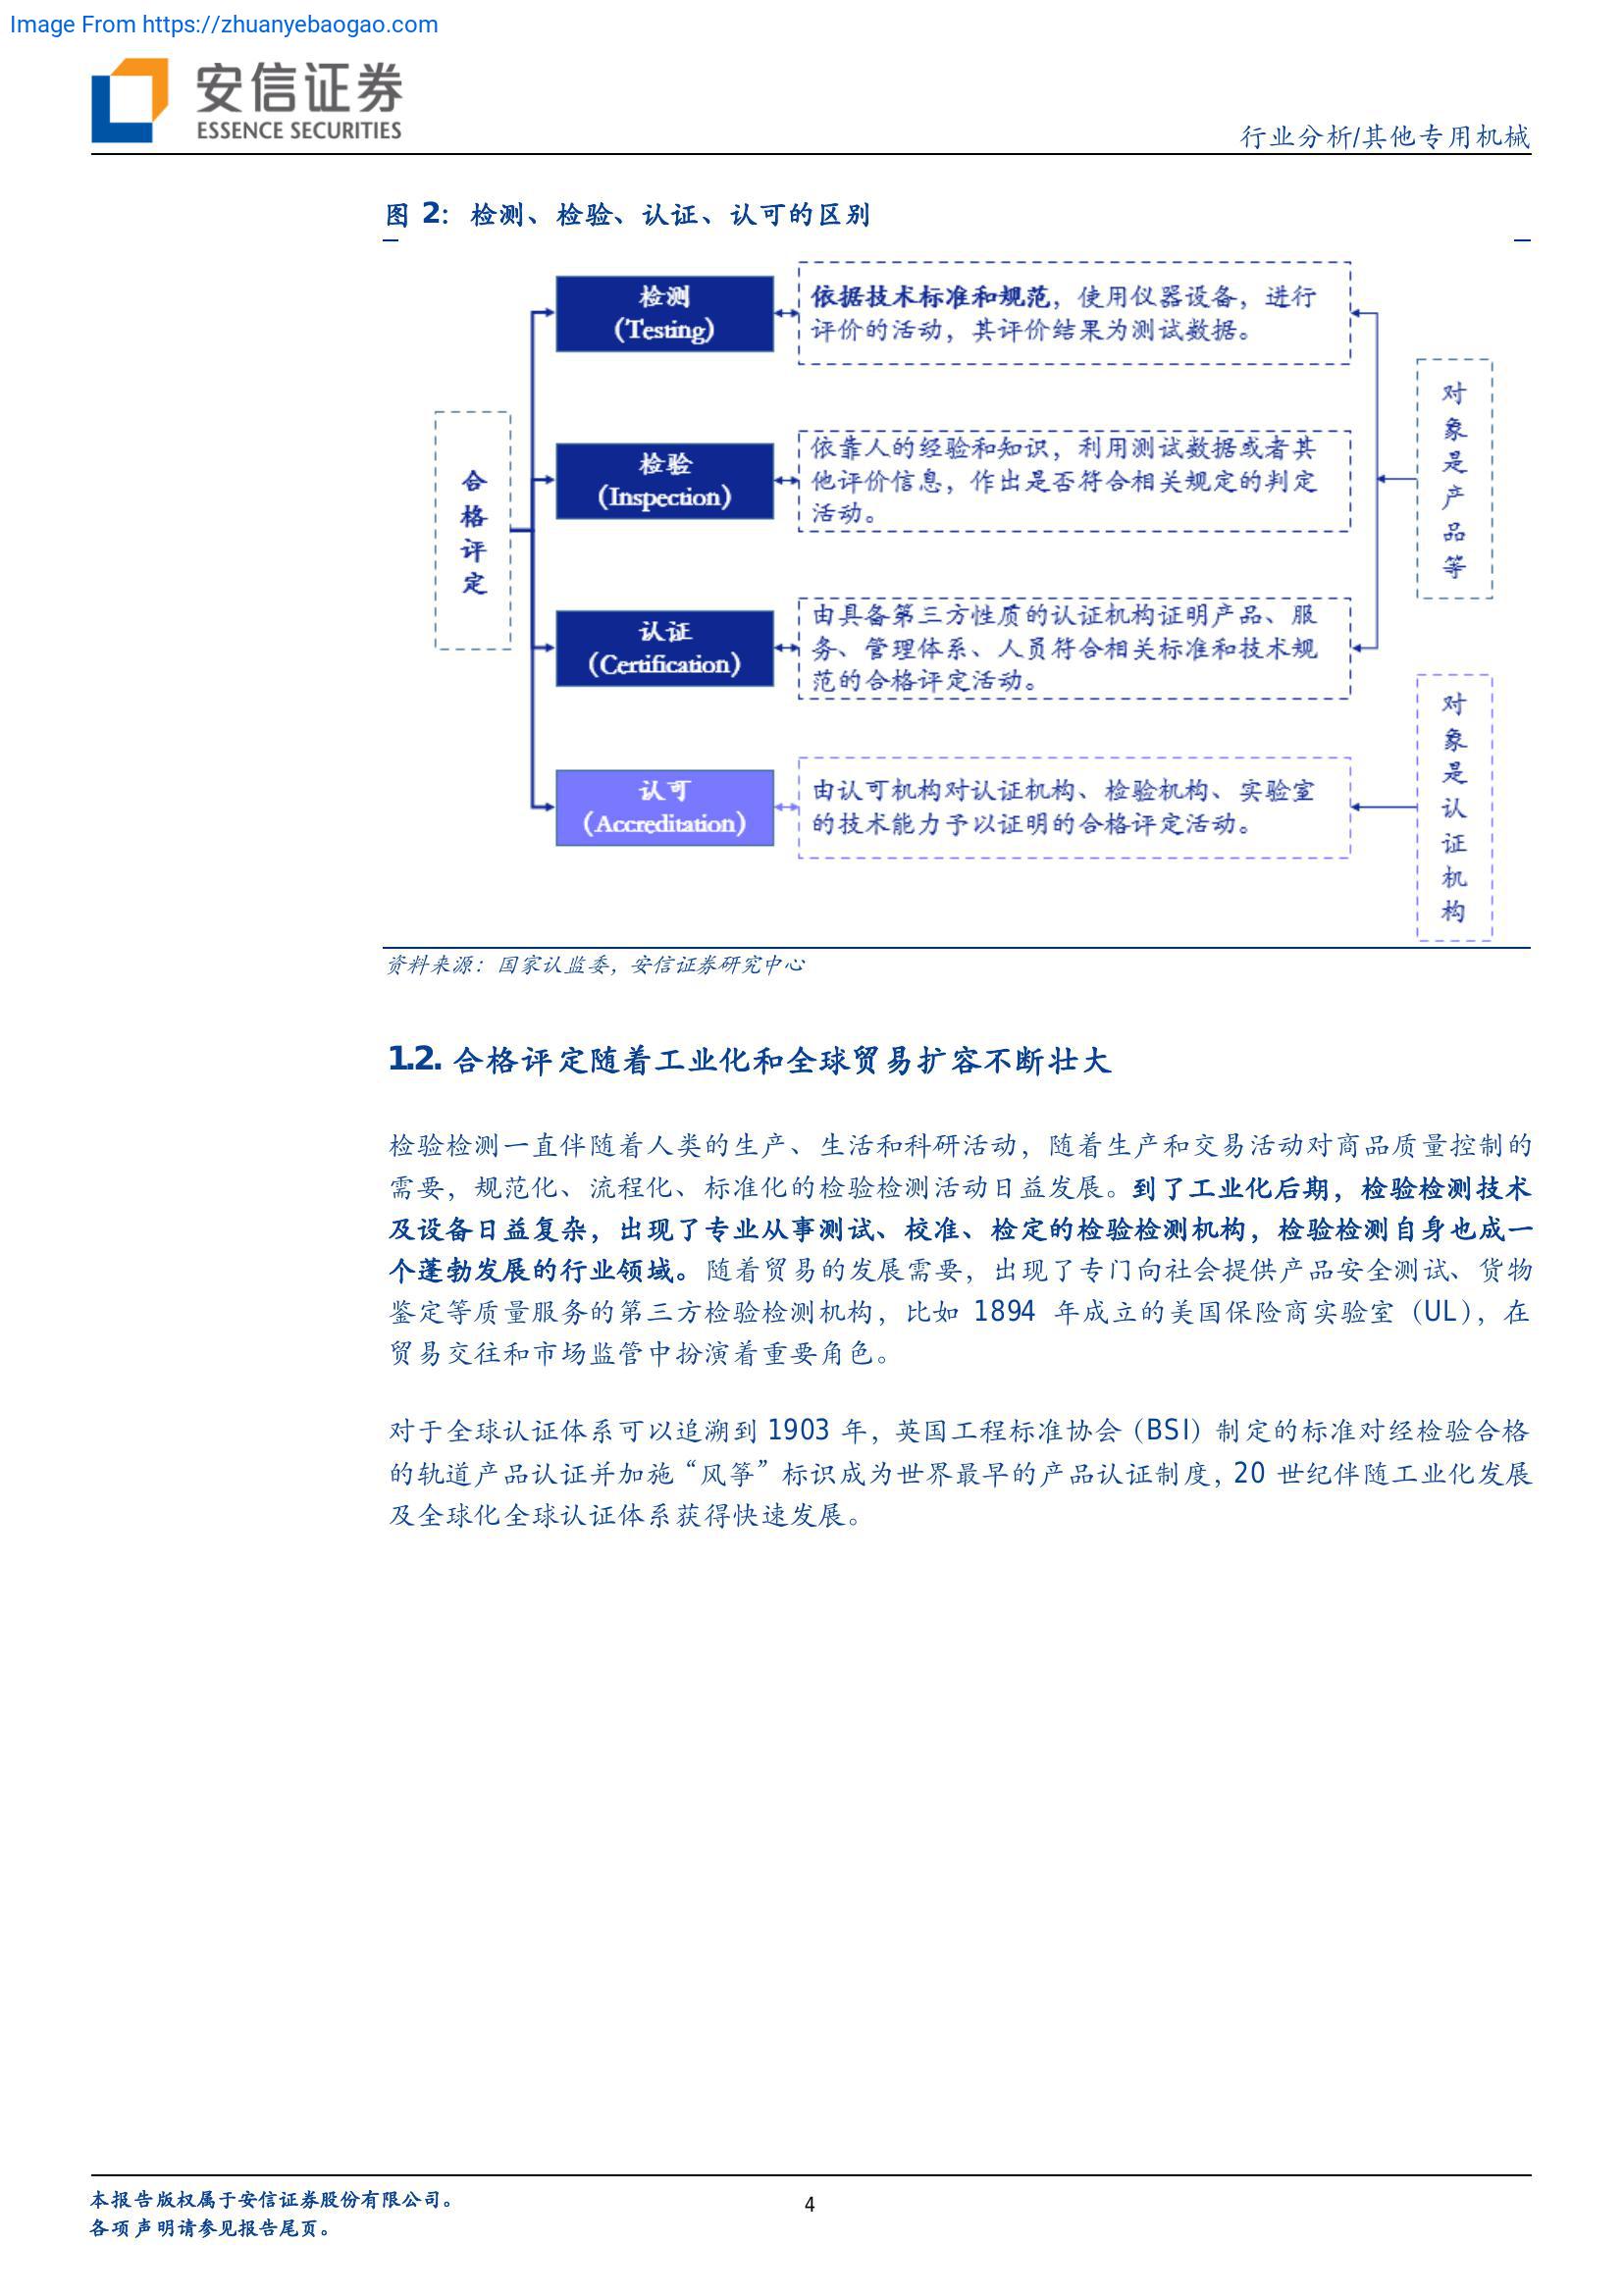 Image From https://zhuanyebaogao.com
安信证券
ESSENCE SECURITIES
行业分析/其他专用机械
图 2：检测、检验、认证、认可的区别
合格评定
检测
（Testing）
依据技术标准和规范，使用仪器设备，进行
评价的活动，其评价结果为测试数据。
检验
（Inspection）
依靠人的经验和知识，利用测试数据或者其
他评价信息，作出是否符合相关规定的判定
活动。
认证
（Certification）
由具备第三方性质的认证机构证明产品、服
务、管理体系、人员符合相关标准和技术规
范的合格评定活动。
认可
（Accreditation）
由认可机构对认证机构、检验机构、实验室
的技术能力予以证明的合格评定活动。
对象是产品等
对象是认证机构
资料来源：国家认监委，安信证券研究中心
1.2. 合格评定随着工业化和全球贸易扩容不断壮大
检验检测一直伴随着人类的生产、生活和科研活动，随着生产和交易活动对商品质量控制的
需要，规范化、流程化、标准化的检验检测活动日益发展。到了工业化后期，检验检测技术
及设备日益复杂，出现了专业从事测试、校准、检定的检验检测机构，检验检测自身也成一
个蓬勃发展的行业领域。随着贸易的发展需要，出现了专门向社会提供产品安全测试、货物
鉴定等质量服务的第三方检验检测机构，比如 1894 年成立的美国保险商实验室（UL），在
贸易交往和市场监管中扮演着重要角色。
对于全球认证体系可以追溯到 1903 年，英国工程标准协会（BSI）制定的标准对经检验合格
的轨道产品认证并加施“风筝”标识成为世界最早的产品认证制度，20 世纪伴随工业化发展
及全球化全球认证体系获得快速发展。
本报告版权属于安信证券股份有限公司。
各项声明请参见报告尾页。
4